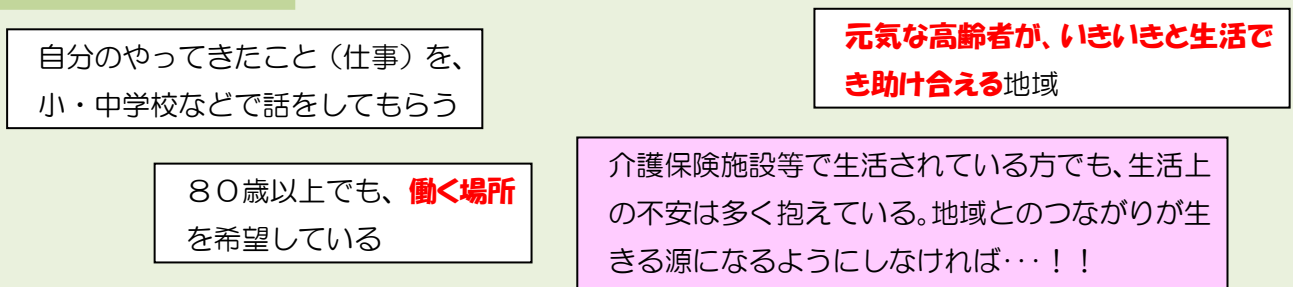 自分のやってきたこと（仕事）を、
小・中学校などで話をしてもらう
元気な高齢者が、いきいきと生活で
き助け合える地域
８０歳以上でも、働く場所
を希望している
介護保険施設等で生活されている方でも、生活上
の不安は多く抱えている。地域とのつながりが生
きる源になるようにしなければ･･･！！